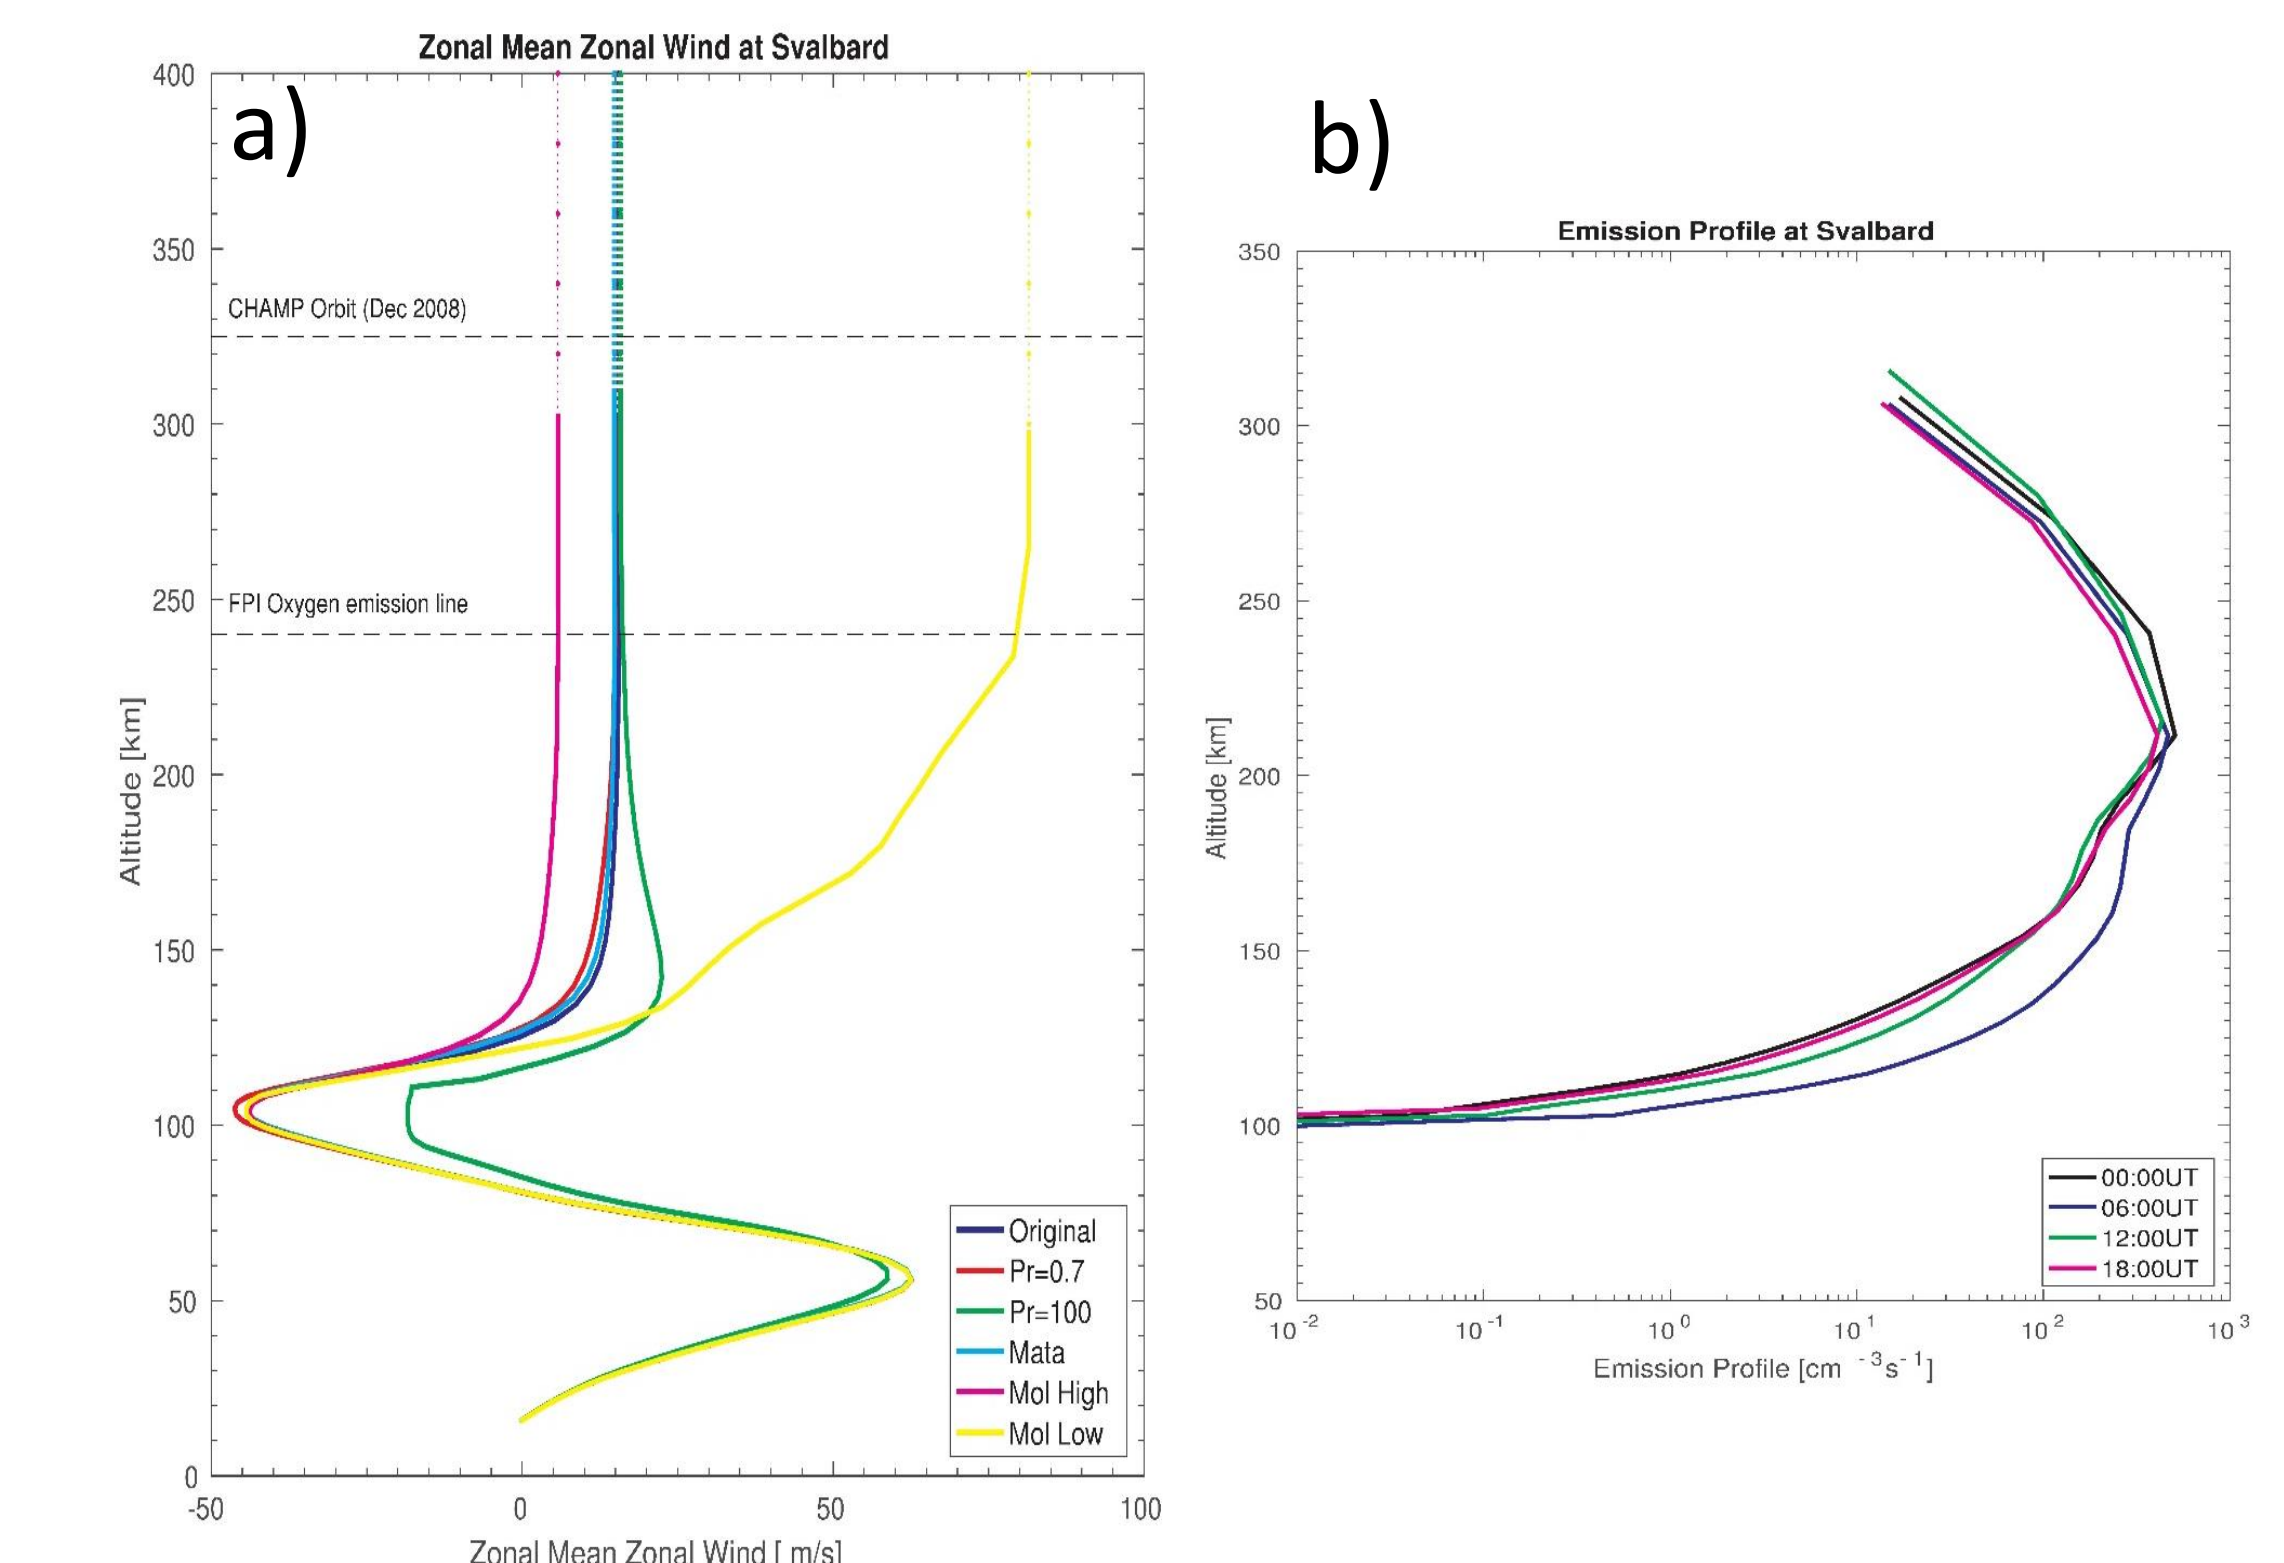 Zonal Mean Zonal Wind at Svalbard
a)
400
350
300
250
200
150
100
50
0
CHAMP Orbit (Dec 2008)
FPI Oxygen emission line
Altitude [km]
Original
Pr=0.7
Pr=100
Mata
Mol High
Mol Low
-50 0 50 100
Zonal Mean Zonal Wind [ m/s]
b)
Emission Profile at Svalbard
350
300
250
200
150
100
50
Altitude [km]
00:00UT
06:00UT
12:00UT
18:00UT
10 -2 10 -1 10 0 10 1 10 2 10 3
Emission Profile [cm -3 s -1 ]